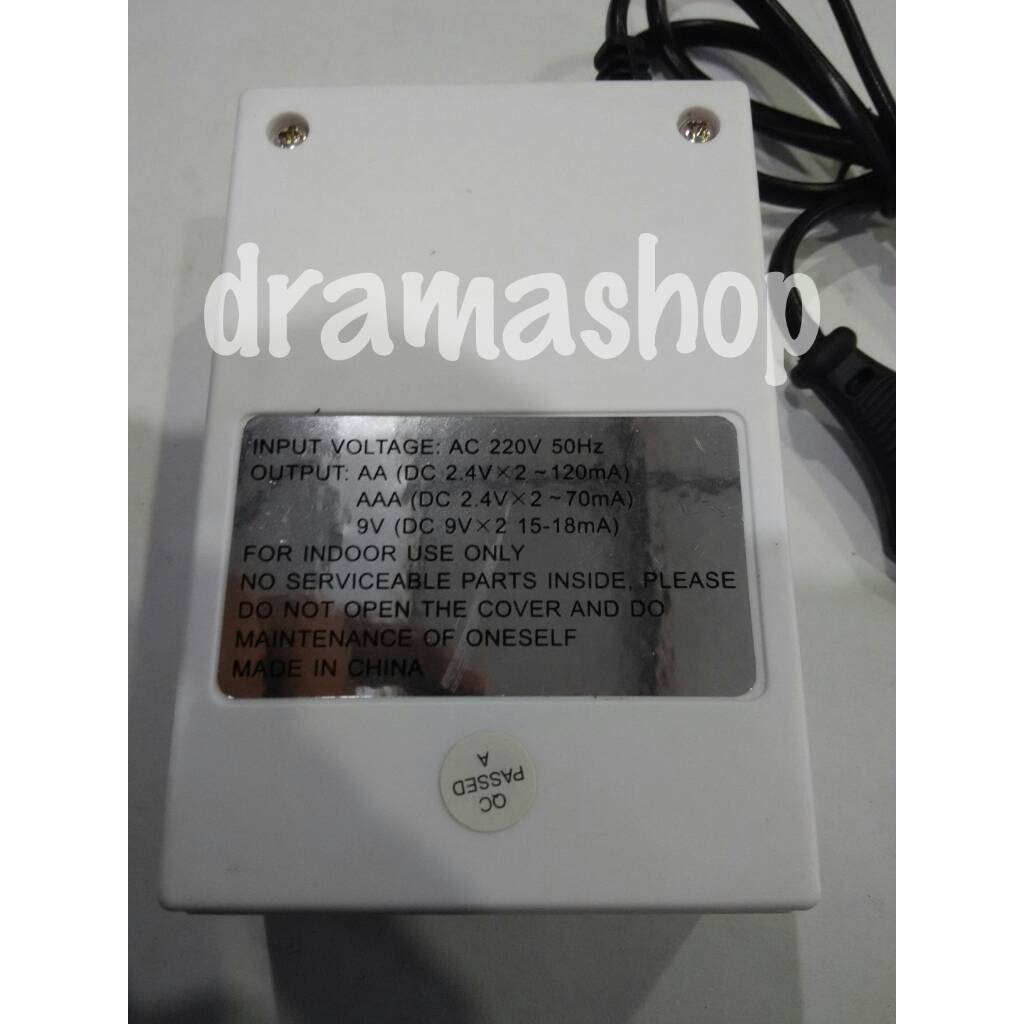 dramashop
INPUT VOLTAGE: AC 220V 50Hz
OUTPUT: AA (DC 2.4V×2 ~120mA)
AAA (DC 2.4V×2 ~70mA)
9V (DC 9V×2 15-18mA)
FOR INDOOR USE ONLY
NO SERVICEABLE PARTS INSIDE, PLEASE
DO NOT OPEN THE COVER AND DO
MAINTENANCE OF ONESELF
MADE IN CHINA
QC
PASSED
A